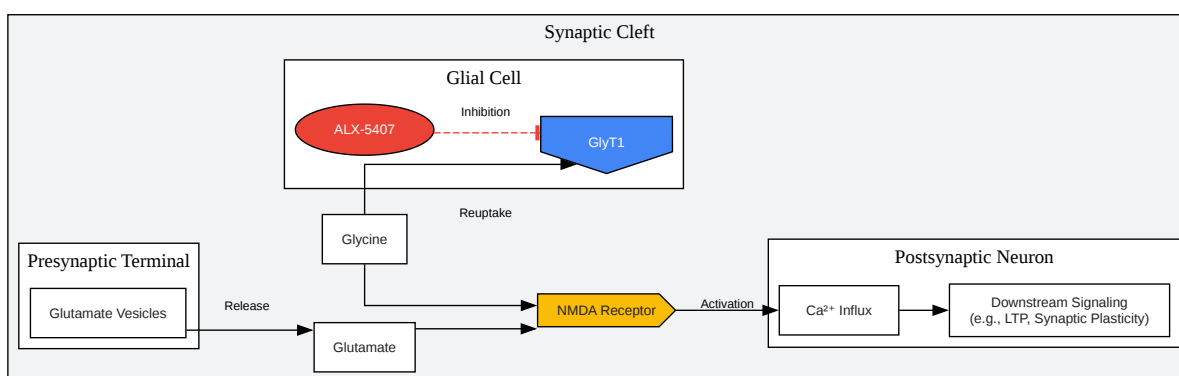 Synaptic Cleft
Glial Cell
Inhibition
ALX-5407
GlyT1
Reuptake
Glycine
Presynaptic Terminal
Glutamate Vesicles
Release
Glutamate
NMDA Receptor
Activation
Postsynaptic Neuron
Ca²⁺ Influx
Downstream Signaling
(e.g., LTP, Synaptic Plasticity)